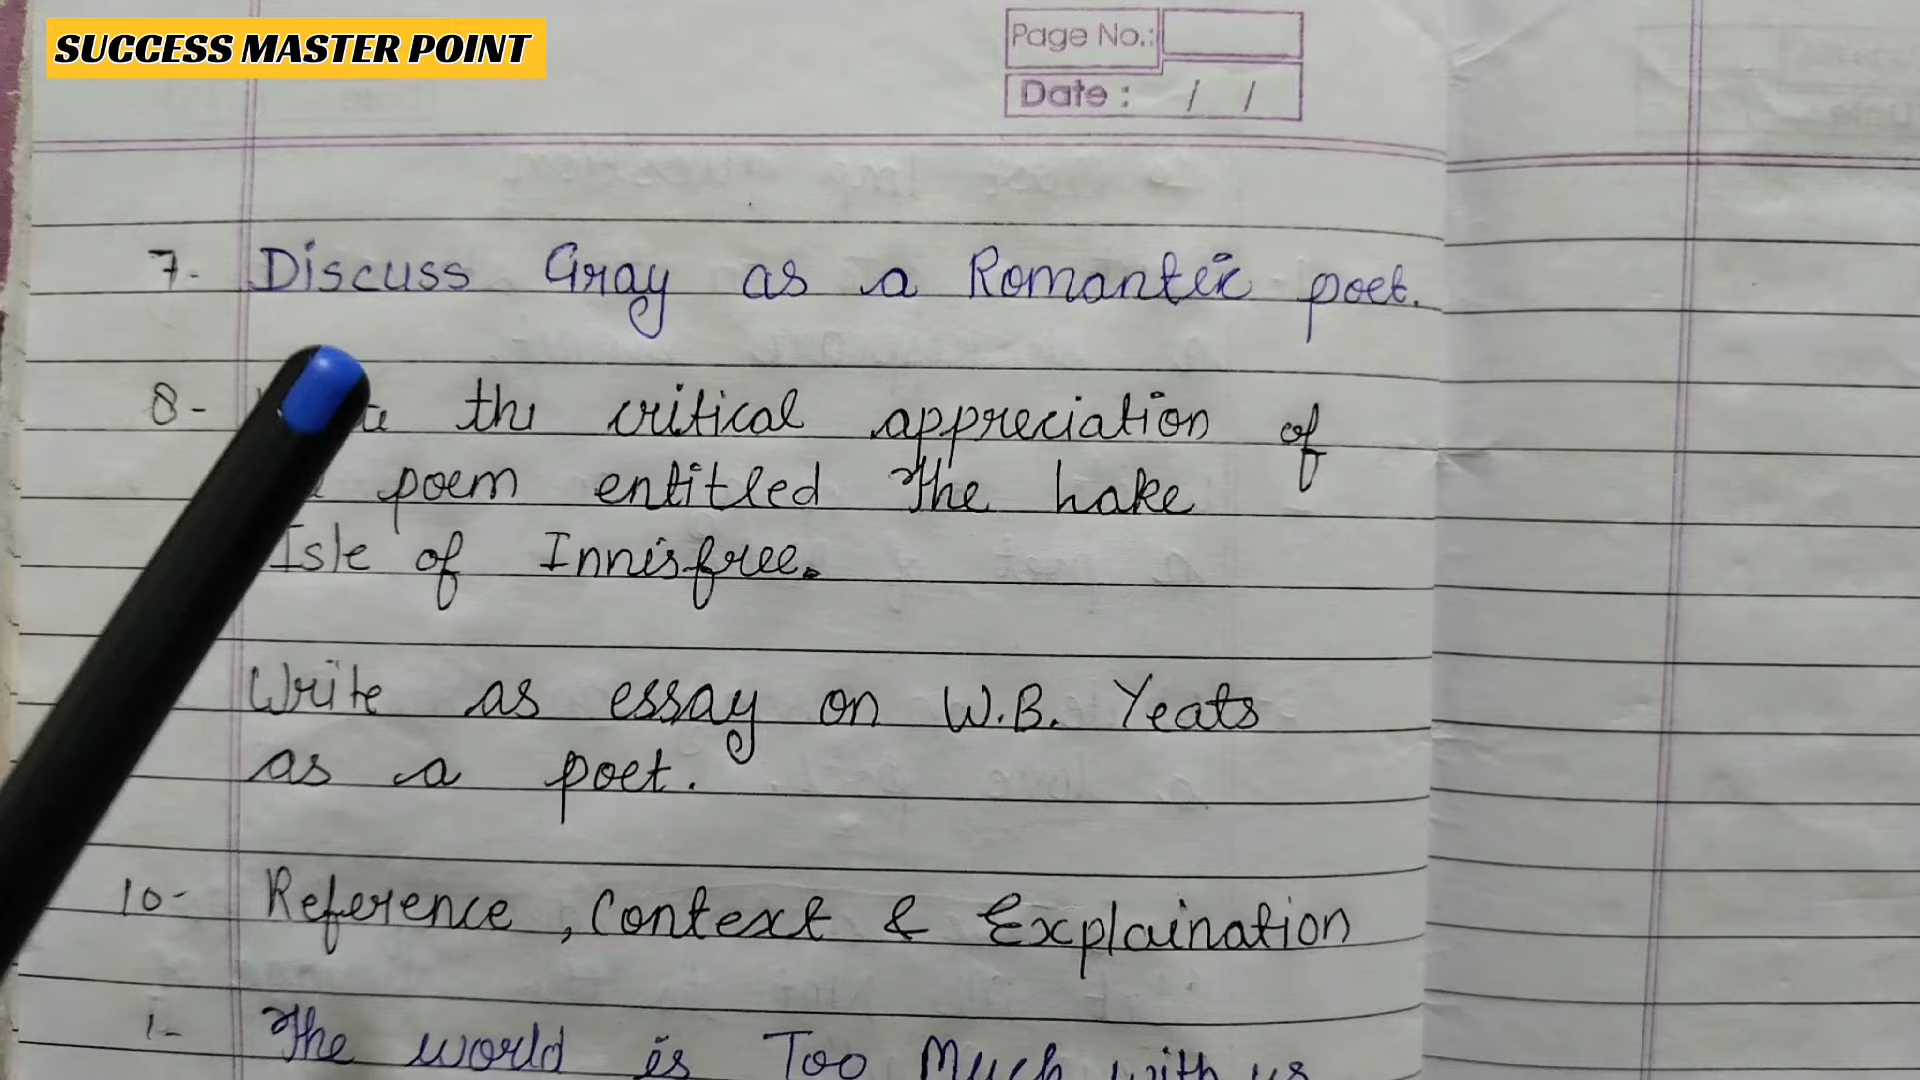 SUCCESS MASTER POINT
Page No.:
Date : / /
7- Discuss Gray as a Romantic poet.
8- the critical appreciation of
poem entitled The Lake
Isle of Innisfree.
Write as essay on W.B. Yeats
as a poet.
10- Reference, Context & Explaination
1- The world is Too Much with us